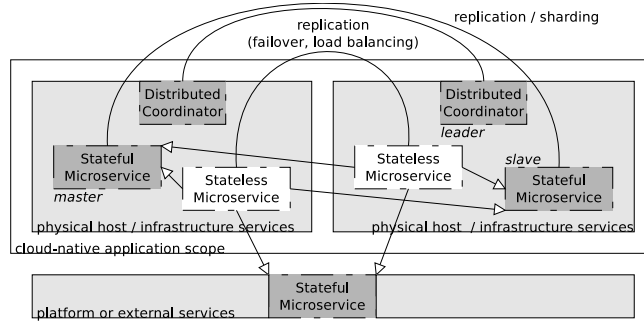 replication / sharding
replication
(failover, load balancing)
Distributed
Coordinator
Distributed
Coordinator
leader
Stateful
Microservice
master
Stateless
Microservice
Stateless
Microservice
slave
Stateful
Microservice
physical host / infrastructure services
physical host / infrastructure services
cloud-native application scope
Stateful
Microservice
platform or external services